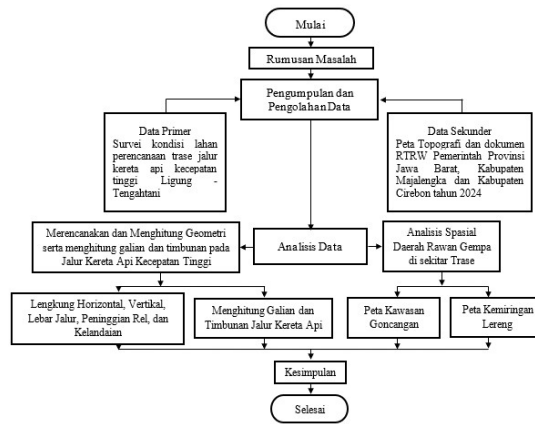 Mulai
Rumusan Masalah
Pengumpulan dan
Pengolahan Data
Data Primer
Survei kondisi lahan
perencanaan trase jalur
kereta api kecepatan
tinggi Ligung -
Tengahtani
Data Sekunder
Peta Topografi dan dokumen
RTRW Pemerintah Provinsi
Jawa Barat, Kabupaten
Majalengka dan Kabupaten
Cirebon tahun 2024
Merencanakan dan Menghitung Geometri
serta menghitung galian dan timbunan pada
Jalur Kereta Api Kecepatan Tinggi
Analisis Data
Analisis Spasial
Daerah Rawan Gempa
di sekitar Trase
Lengkung Horizontal, Vertikal,
Lebar Jalur, Peninggian Rel, dan
Kelandaian
Menghitung Galian dan
Timbunan Jalur Kereta Api
Peta Kawasan
Goncangan
Peta Kemiringan
Lereng
Kesimpulan
Selesai